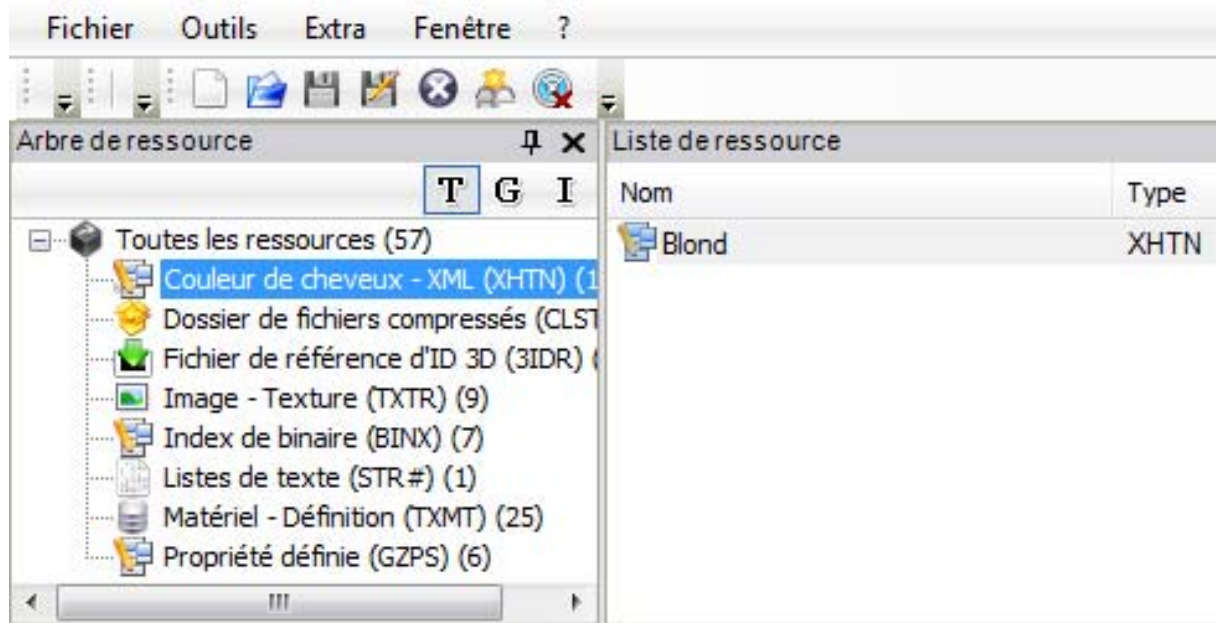 Fichier Outils Extra Fenêtre ?
Arbre de ressource
T G I
Toutes les ressources (57)
Couleur de cheveux - XML (XHTN) (1
Dossier de fichiers compressés (CLST
Fichier de référence d'ID 3D (3IDR) (
Image - Texture (TXTR) (9)
Index de binaire (BINX) (7)
Listes de texte (STR#) (1)
Matériel - Définition (TXMT) (25)
Propriété définie (GZPS) (6)
Liste de ressource
Nom Type
Blond XHTN